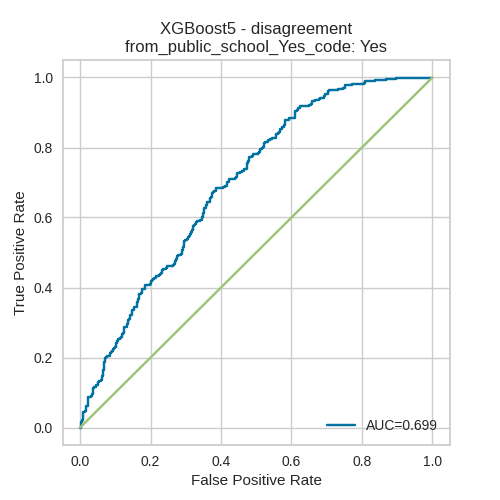 XGBoost5 - disagreement
from_public_school_Yes_code: Yes
True Positive Rate
1.0
0.8
0.6
0.4
0.2
0.0
AUC=0.699
0.0 0.2 0.4 0.6 0.8 1.0
False Positive Rate